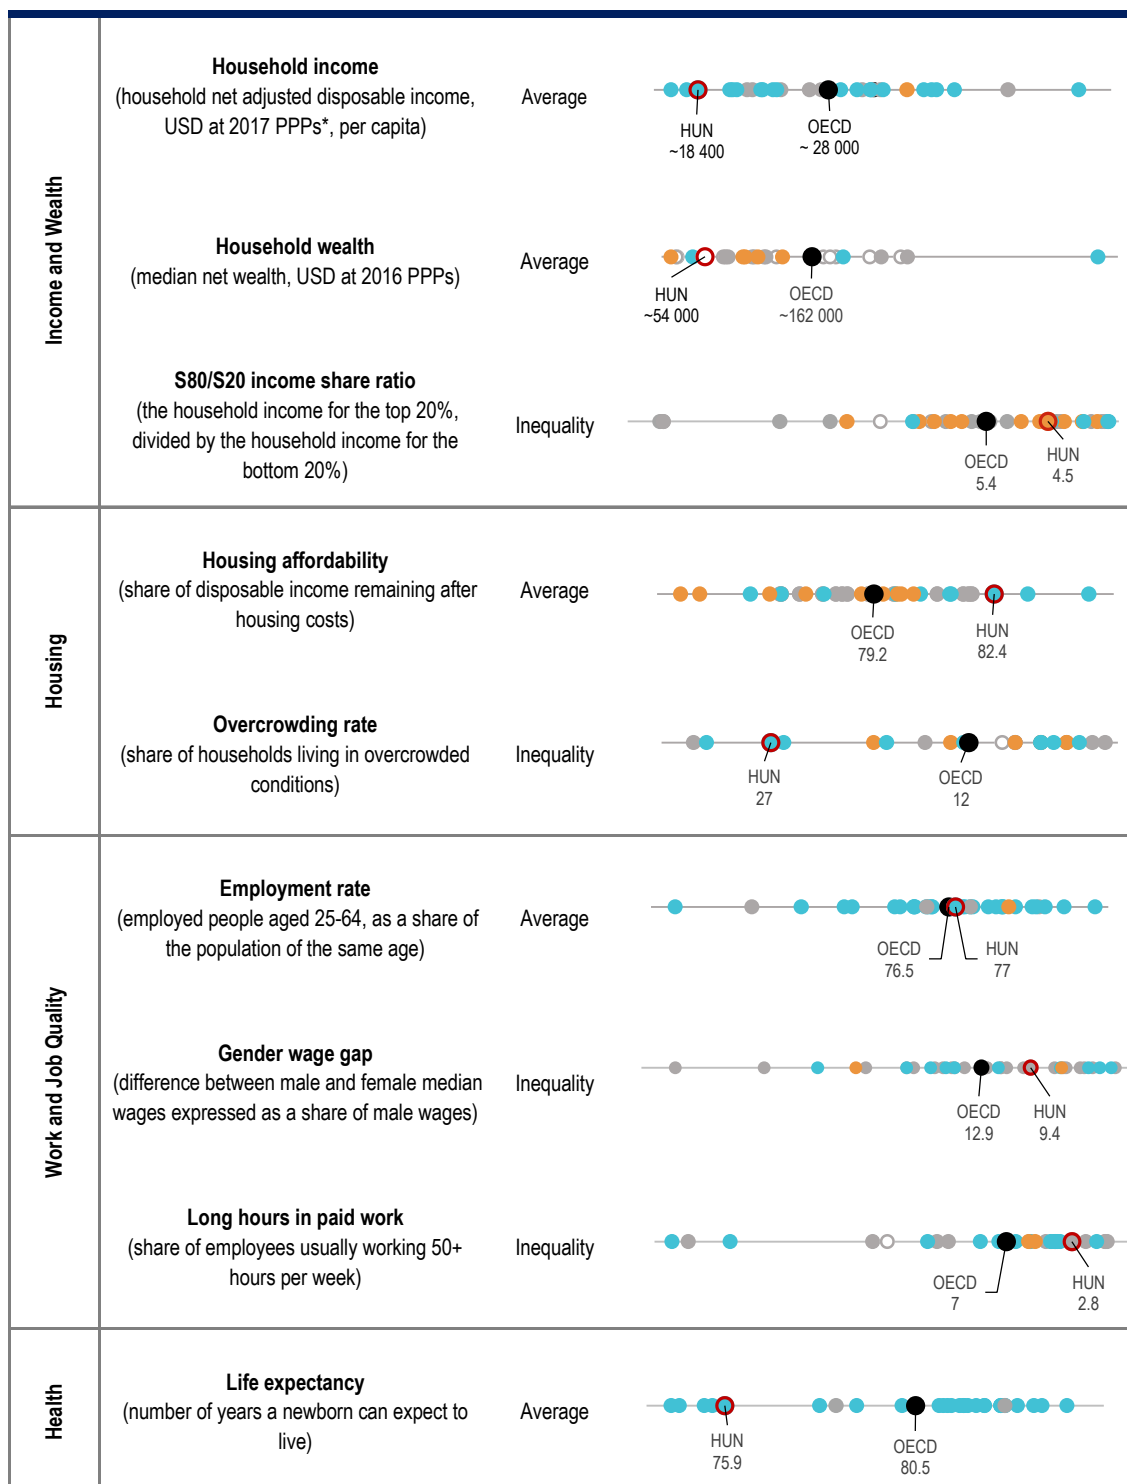 Income and Wealth
Household income
(household net adjusted disposable income,
USD at 2017 PPPs*, per capita)
Average
HUN
~18 400
OECD
~ 28 000
Household wealth
(median net wealth, USD at 2016 PPPs)
Average
HUN
~54 000
OECD
~162 000
S80/S20 income share ratio
(the household income for the top 20%,
divided by the household income for the
bottom 20%)
Inequality
OECD
5.4
HUN
4.5
Housing
Housing affordability
(share of disposable income remaining after
housing costs)
Average
OECD
79.2
HUN
82.4
Overcrowding rate
(share of households living in overcrowded
conditions)
Inequality
HUN
27
OECD
12
Work and Job Quality
Employment rate
(employed people aged 25-64, as a share of
the population of the same age)
Average
OECD
76.5
HUN
77
Gender wage gap
(difference between male and female median
wages expressed as a share of male wages)
Inequality
OECD
12.9
HUN
9.4
Long hours in paid work
(share of employees usually working 50+
hours per week)
Inequality
OECD
7
HUN
2.8
Health
Life expectancy
(number of years a newborn can expect to
live)
Average
HUN
75.9
OECD
80.5